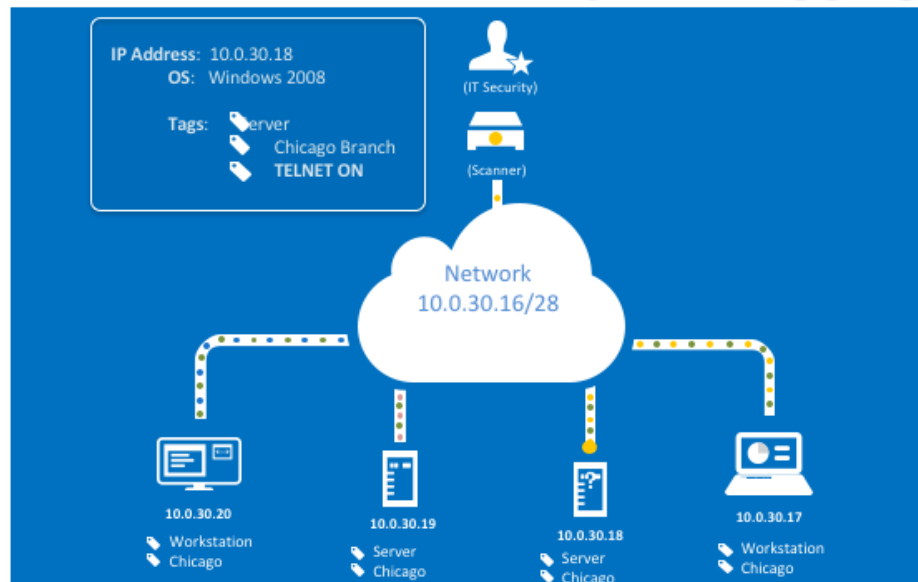 IP Address: 10.0.30.18
OS: Windows 2008
Tags: erver
Chicago Branch
TELNET ON
(IT Security)
(Scanner)
Network
10.0.30.16/28
10.0.30.20
Workstation
Chicago
10.0.30.19
Server
Chicago
?
10.0.30.18
Server
Chicago
10.0.30.17
Workstation
Chicago